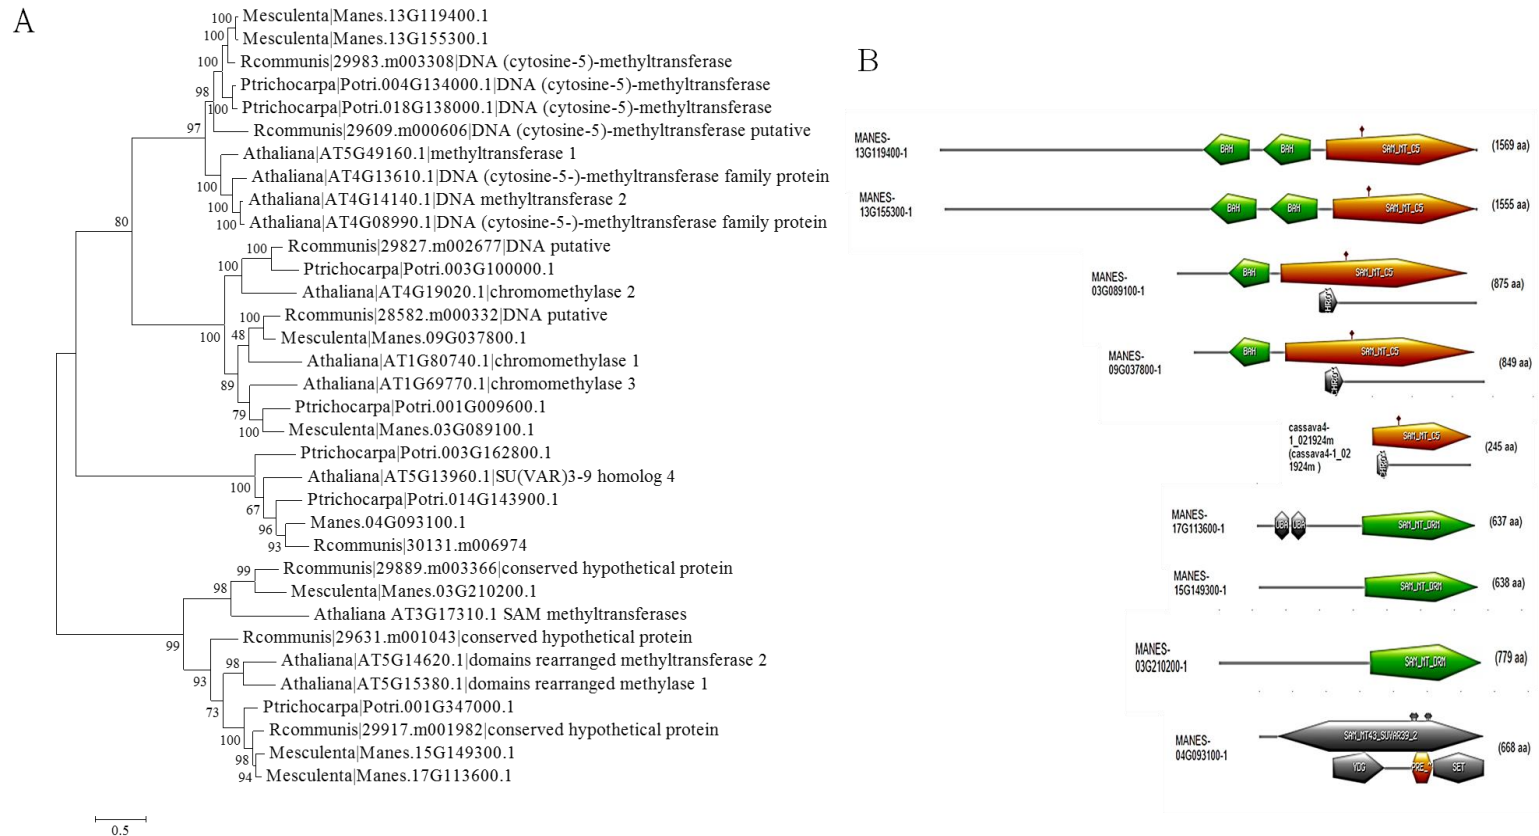 A
100 Mesculenta|Manes.13G119400.1
100 Mesculenta|Manes.13G155300.1
100 Rcommunis|29983.m003308|DNA (cytosine-5)-methyltransferase
Ptrichocarpa|Potri.004G134000.1|DNA (cytosine-5)-methyltransferase
98
100 Ptrichocarpa|Potri.018G138000.1|DNA (cytosine-5)-methyltransferase
97 Rcommunis|29609.m000606|DNA (cytosine-5)-methyltransferase putative
Athaliana|AT5G49160.1|methyltransferase 1
100 Athaliana|AT4G13610.1|DNA (cytosine-5-)-methyltransferase family protein
100 Athaliana|AT4G14140.1|DNA methyltransferase 2
100 Athaliana|AT4G08990.1|DNA (cytosine-5-)-methyltransferase family protein
80
100 Rcommunis|29827.m002677|DNA putative
100 Ptrichocarpa|Potri.003G100000.1
Athaliana|AT4G19020.1|chromomethylase 2
100 Rcommunis|28582.m000332|DNA putative
100 48 Mesculenta|Manes.09G037800.1
Athaliana|AT1G80740.1|chromomethylase 1
89 Athaliana|AT1G69770.1|chromomethylase 3
79 Ptrichocarpa|Potri.001G009600.1
100 Mesculenta|Manes.03G089100.1
Ptrichocarpa|Potri.003G162800.1
100 Athaliana|AT5G13960.1|SU(VAR)3-9 homolog 4
67 Ptrichocarpa|Potri.014G143900.1
96 Manes.04G093100.1
93 Rcommunis|30131.m006974
99 Rcommunis|29889.m003366|conserved hypothetical protein
98 Mesculenta|Manes.03G210200.1
Athaliana AT3G17310.1 SAM methyltransferases
99 Rcommunis|29631.m001043|conserved hypothetical protein
98 Athaliana|AT5G14620.1|domains rearranged methyltransferase 2
93 Athaliana|AT5G15380.1|domains rearranged methylase 1
73 Ptrichocarpa|Potri.001G347000.1
100 Rcommunis|29917.m001982|conserved hypothetical protein
98 Mesculenta|Manes.15G149300.1
94 Mesculenta|Manes.17G113600.1
0.5
B
MANES-
13G119400-1
BAH BAH SAM_MT_C5 (1569 aa)
MANES-
13G155300-1
BAH BAH SAM_MT_C5 (1555 aa)
MANES-
03G089100-1
BAH SAM_MT_C5 (875 aa)
MANES-
09G037800-1
BAH SAM_MT_C5 (849 aa)
cassava4-
1_021924m
(cassava4-1_02
1924m )
SAM_MT_C5 (245 aa)
MANES-
17G113600-1
UBA UBA SAM_MT_DRM (637 aa)
MANES-
15G149300-1
SAM_MT_DRM (638 aa)
MANES-
03G210200-1
SAM_MT_DRM (779 aa)
MANES-
04G093100-1
SAM_MT43_SUVAR39_2 (668 aa)
YDG PRE_ SET